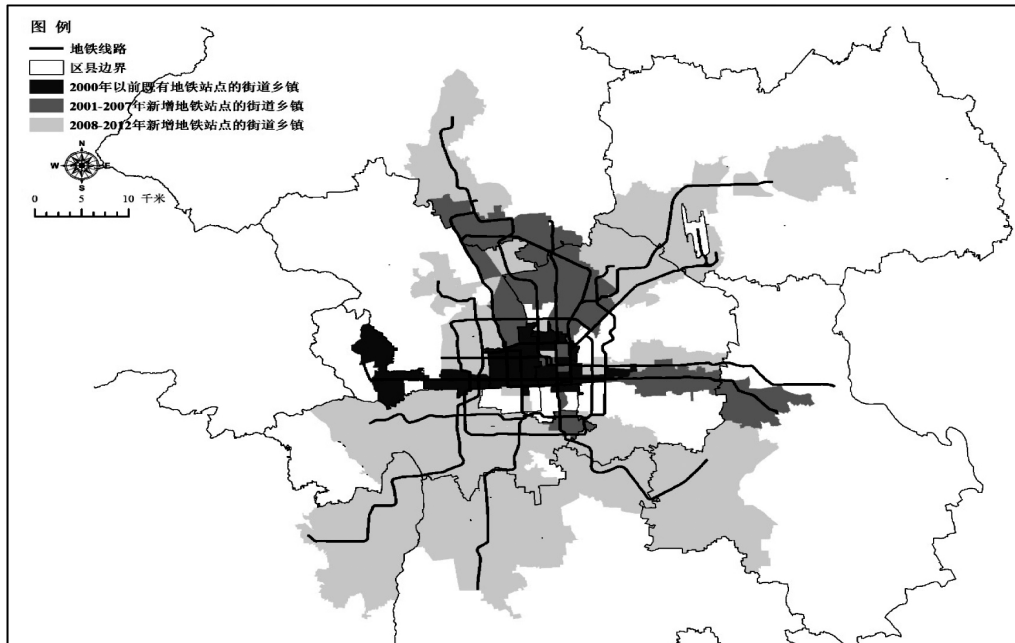 图 例
地铁线路
区县边界
2000年以前既有地铁站点的街道乡镇
2001-2007年新增地铁站点的街道乡镇
2008-2012年新增地铁站点的街道乡镇
N
W E
S
0 5 10 千米